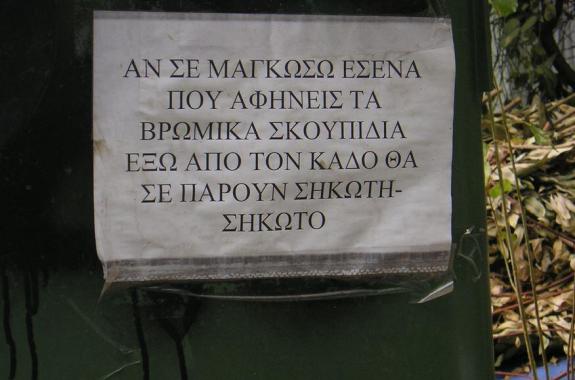 ΑΝ ΣΕ ΜΑΓΚΩΣΩ ΕΣΕΝΑ
ΠΟΥ ΑΦΗΝΕΙΣ ΤΑ
ΒΡΩΜΙΚΑ ΣΚΟΥΠΙΔΙΑ
ΕΞΩ ΑΠΟ ΤΟΝ ΚΑΔΟ ΘΑ
ΣΕ ΠΑΡΟΥΝ ΣΗΚΩΤΗ-
ΣΗΚΩΤΟ